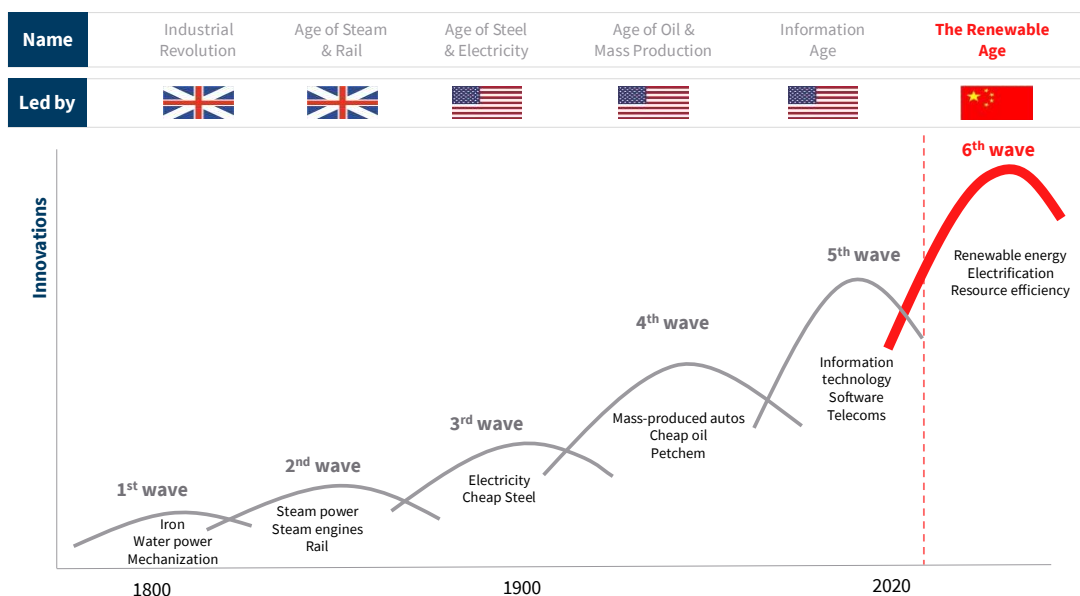 Name
Industrial
Revolution
Age of Steam
& Rail
Age of Steel
& Electricity
Age of Oil &
Mass Production
Information
Age
The Renewable
Age
Led by
Innovations
1st wave
Iron
Water power
Mechanization
2nd wave
Steam power
Steam engines
Rail
3rd wave
Electricity
Cheap Steel
4th wave
Mass-produced autos
Cheap oil
Petchem
5th wave
Information
technology
Software
Telecoms
6th wave
Renewable energy
Electrification
Resource efficiency
1800
1900
2020